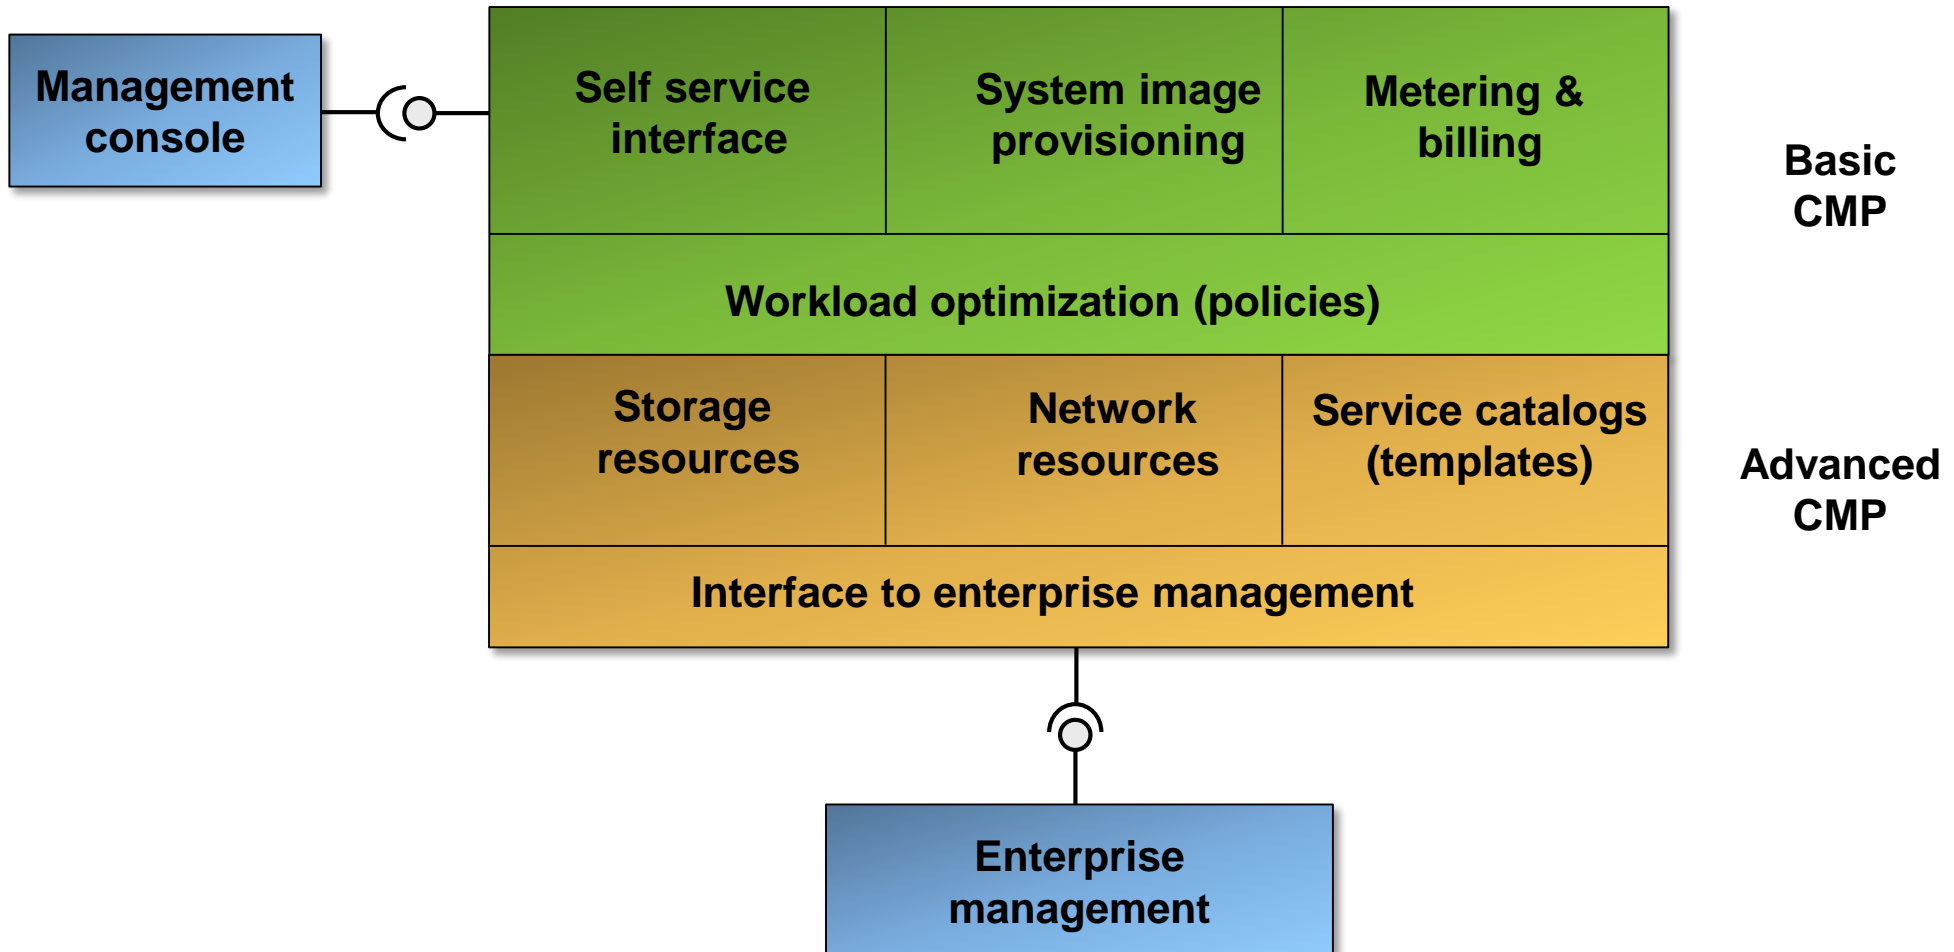 Management
console
Self service
interface
System image
provisioning
Metering &
billing
Basic
CMP
Workload optimization (policies)
Storage
resources
Network
resources
Service catalogs
(templates)
Advanced
CMP
Interface to enterprise management
Enterprise
management